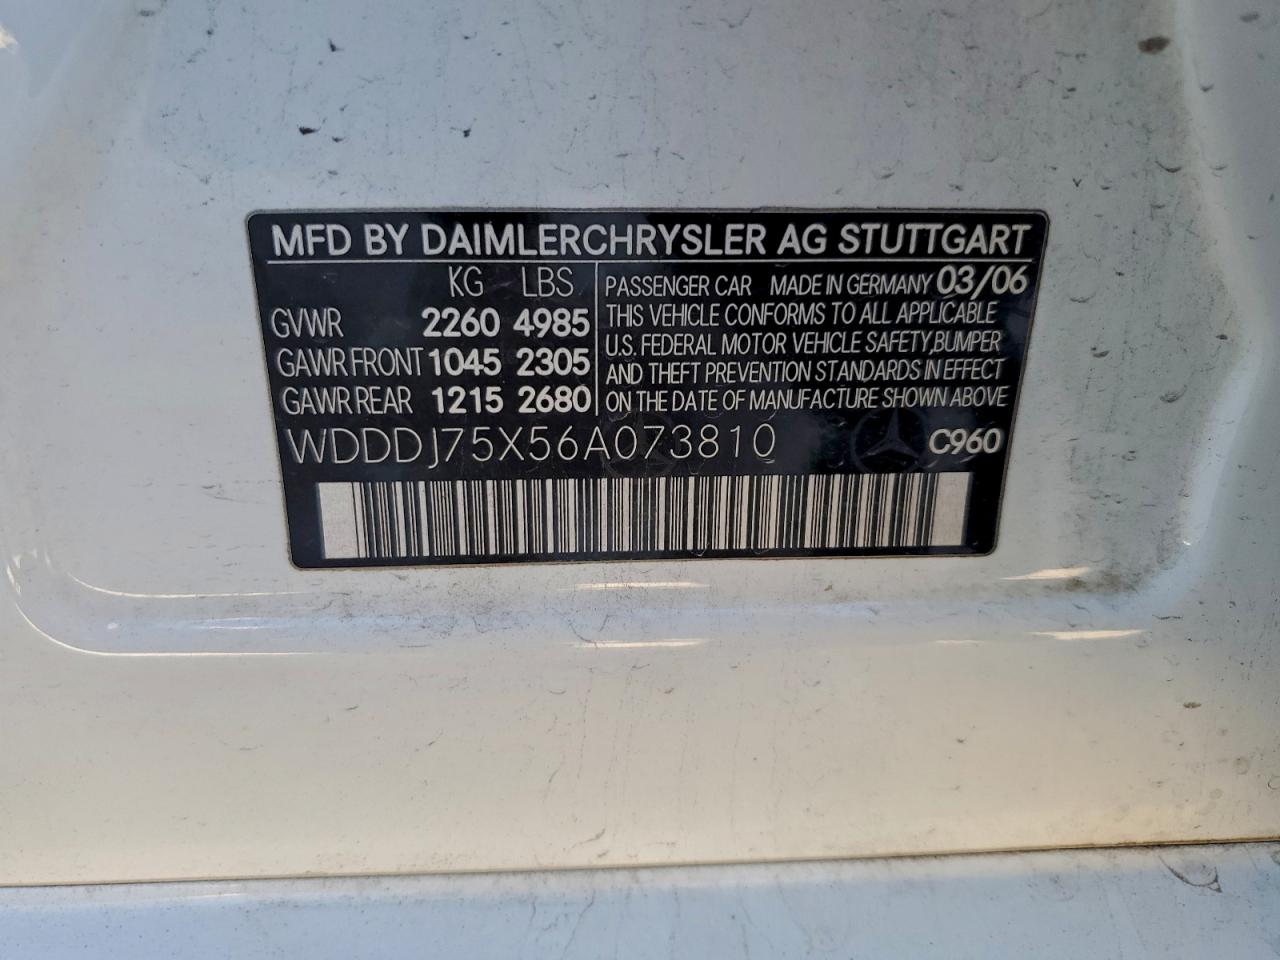 MFD BY DAIMLERCHRYSLER AG STUTTGART
KG LBS
GVWR 2260 4985
GAWR FRONT 1045 2305
GAWR REAR 1215 2680
PASSENGER CAR MADE IN GERMANY 03/06
THIS VEHICLE CONFORMS TO ALL APPLICABLE
U.S. FEDERAL MOTOR VEHICLE SAFETY, BUMPER
AND THEFT PREVENTION STANDARDS IN EFFECT
ON THE DATE OF MANUFACTURE SHOWN ABOVE
WDDDJ75X56A073810 C960